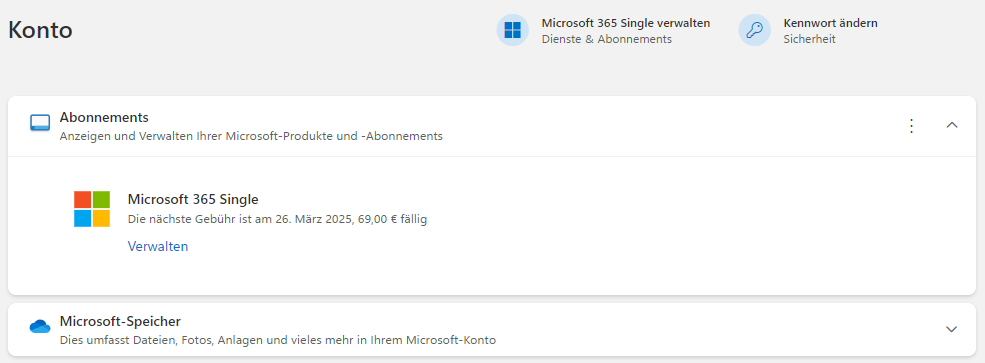 Konto
Microsoft 365 Single verwalten
Dienste & Abonnements
Kennwort ändern
Sicherheit
Abonnements
Anzeigen und Verwalten Ihrer Microsoft-Produkte und -Abonnements
Microsoft 365 Single
Die nächste Gebühr ist am 26. März 2025, 69,00 € fällig
Verwalten
Microsoft-Speicher
Dies umfasst Dateien, Fotos, Anlagen und vieles mehr in Ihrem Microsoft-Konto